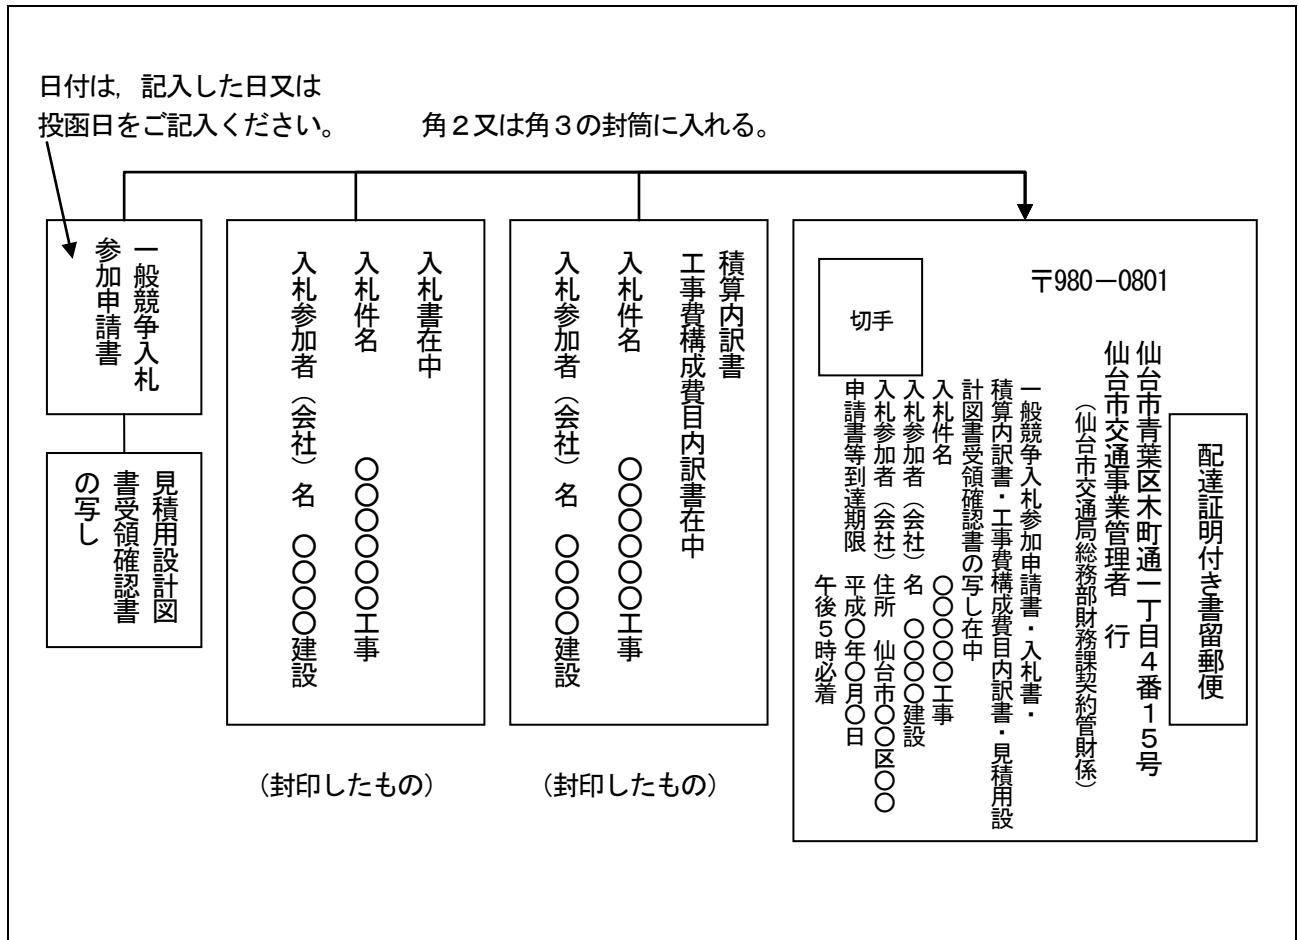 日付は，記入した日又は
投函日をご記入ください。
角２又は角３の封筒に入れる。
一般競争入札
参加申請書
見積用設計図
書受領確認書
の写し
入札書在中
入札件名　〇〇〇〇〇〇工事
入札参加者（会社）名　〇〇〇〇建設
（封印したもの）
積算内訳書
工事費構成費目内訳書在中
入札件名　〇〇〇〇〇〇工事
入札参加者（会社）名　〇〇〇〇建設
（封印したもの）
〒980－0801
切手
配達証明付き書留郵便
仙台市青葉区木町通一丁目４番１５号
仙台市交通事業管理者　行
（仙台市交通局総務部財務課契約管財係）
一般競争入札参加申請書・入札書・
積算内訳書・工事費構成費目内訳書・見積用設
計図書受領確認書の写し在中
入札件名　〇〇〇〇〇工事
入札参加者（会社）名　〇〇〇〇建設
入札参加者（会社）住所　仙台市〇〇区〇〇
申請書等到達期限　平成〇年〇月〇日
午後５時必着